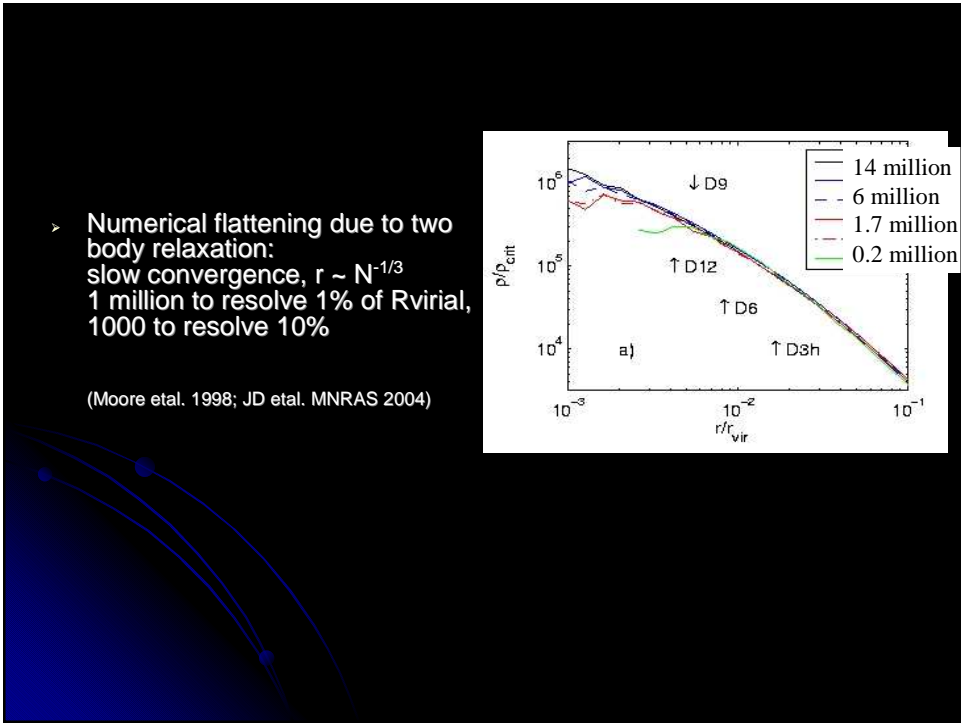 Numerical flattening due to two
body relaxation:
slow convergence, r ~ N-1/3
1 million to resolve 1% of Rvirial,
1000 to resolve 10%
(Moore etal. 1998; JD etal. MNRAS 2004)
14 million
6 million
1.7 million
0.2 million
ρ/ρcrit
10^6
10^5
10^4
↓ D9
↑ D12
↑ D6
↑ D3h
a)
10^-3
10^-2
10^-1
r/rvir